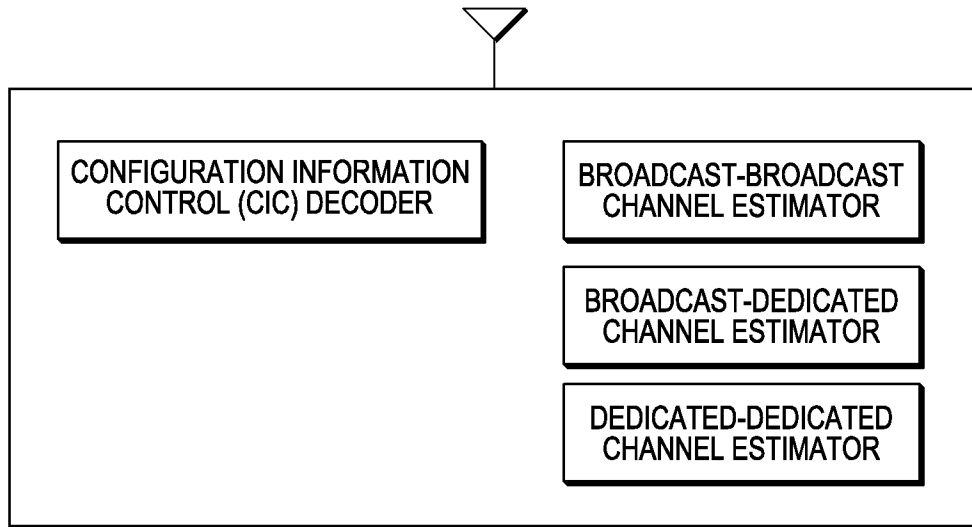 CONFIGURATION INFORMATION
CONTROL (CIC) DECODER
BROADCAST-BROADCAST
CHANNEL ESTIMATOR
BROADCAST-DEDICATED
CHANNEL ESTIMATOR
DEDICATED-DEDICATED
CHANNEL ESTIMATOR